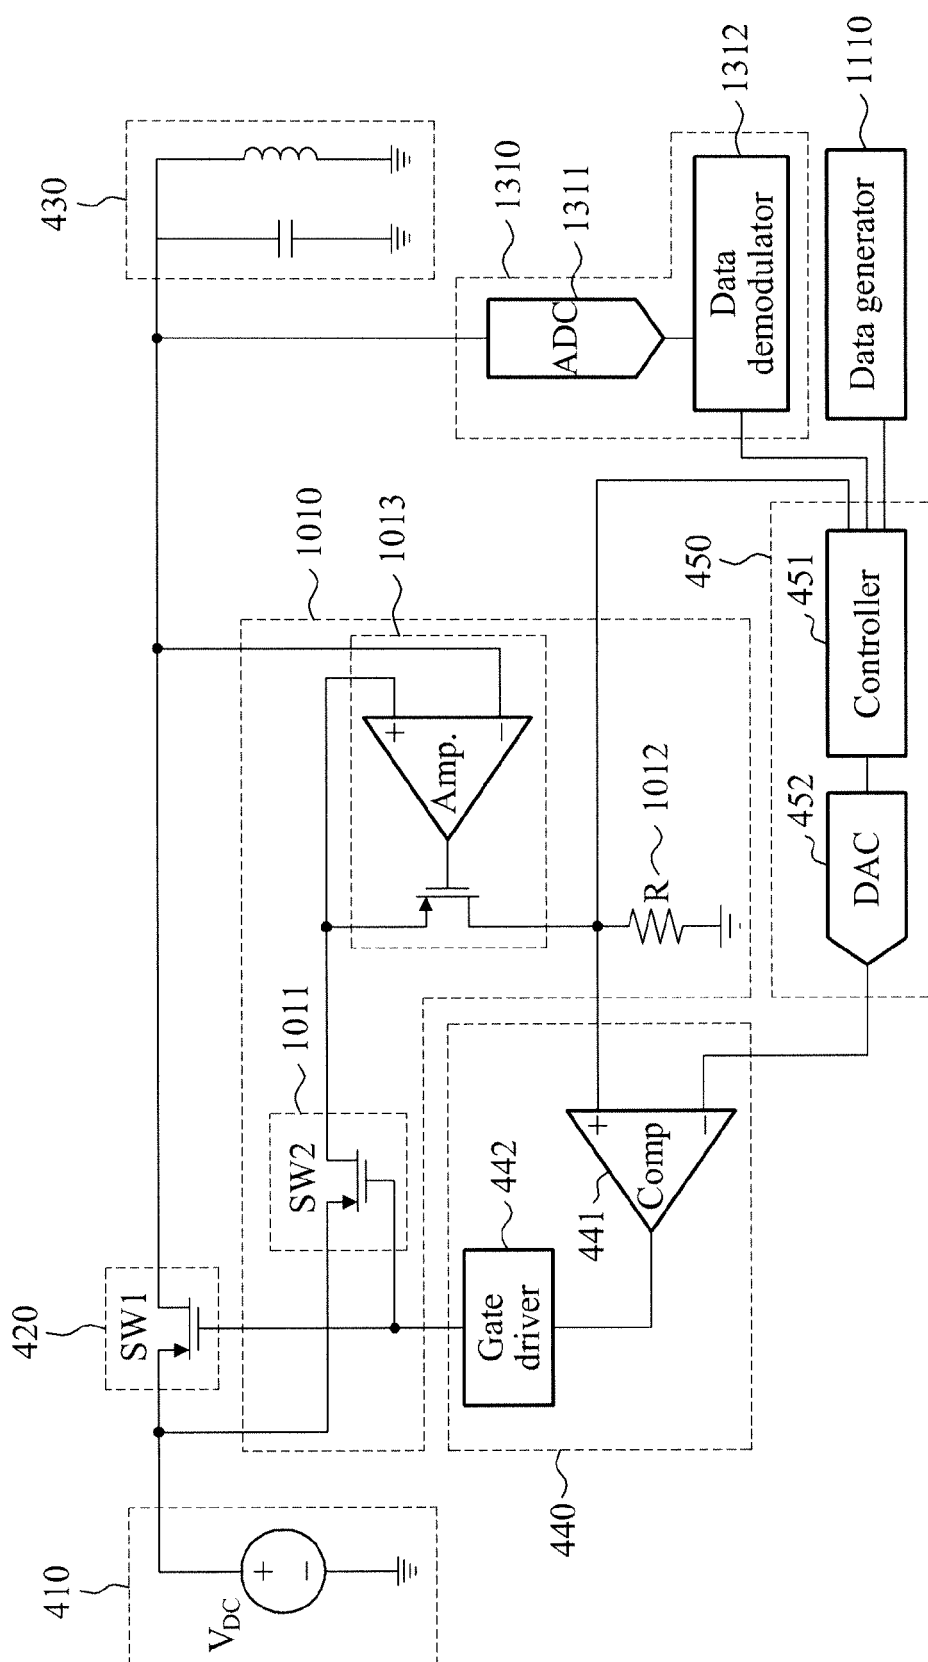 410
V_DC
+
−
420
SW1
430
1010
1011
SW2
1013
+
−
Amp.
R
1012
440
442
Gate
driver
441
+
−
Comp
1310
1311
ADC
1312
Data
demodulator
450
452
DAC
451
Controller
1110
Data generator